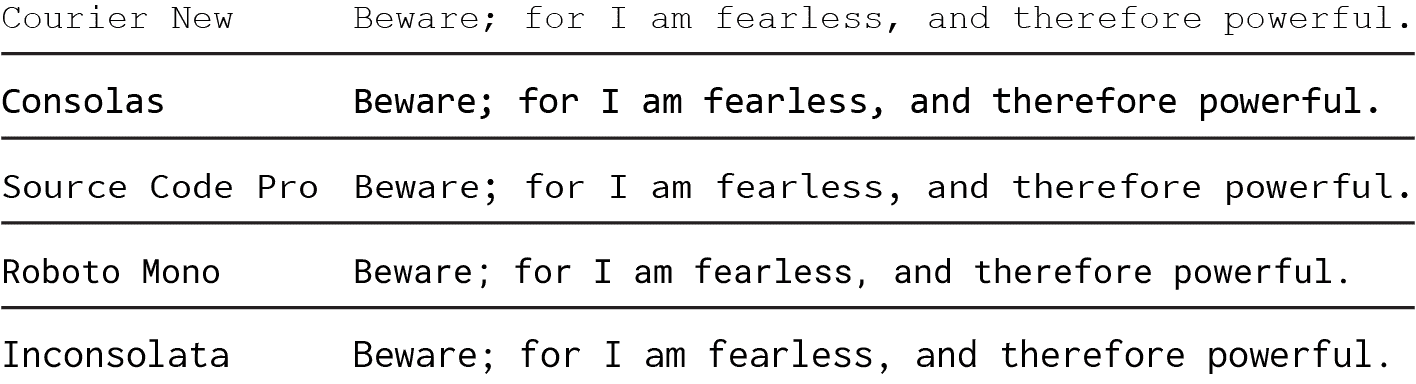 Courier New Beware; for I am fearless, and therefore powerful.
Consolas Beware; for I am fearless, and therefore powerful.
Source Code Pro Beware; for I am fearless, and therefore powerful.
Roboto Mono Beware; for I am fearless, and therefore powerful.
Inconsolata Beware; for I am fearless, and therefore powerful.